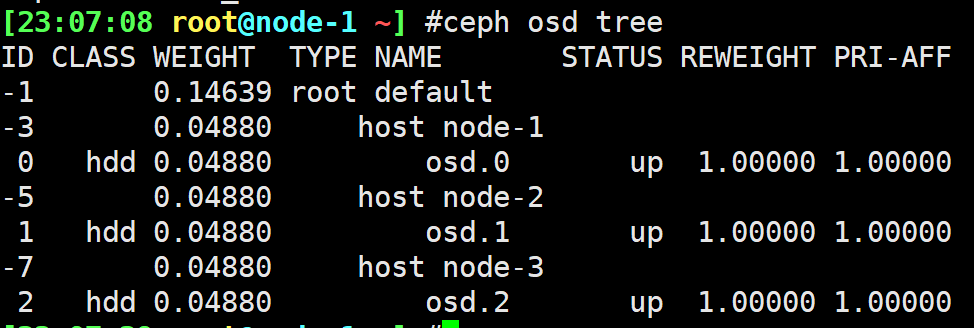 [23:07:08 root@node-1 ~] #ceph osd tree
ID CLASS WEIGHT  TYPE NAME       STATUS REWEIGHT PRI-AFF
-1       0.14639 root default
-3       0.04880     host node-1
 0   hdd 0.04880         osd.0       up  1.00000 1.00000
-5       0.04880     host node-2
 1   hdd 0.04880         osd.1       up  1.00000 1.00000
-7       0.04880     host node-3
 2   hdd 0.04880         osd.2       up  1.00000 1.00000